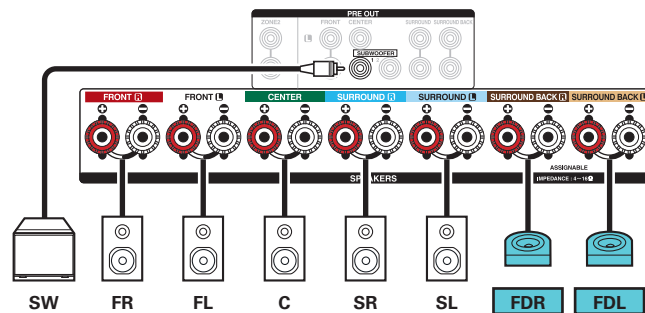 PRE OUT
ZONE2 FRONT CENTER SURROUND SURROUND BACK
L
SUBWOOFER
1 2
FRONT R FRONT L CENTER SURROUND R SURROUND L SURROUND BACK R SURROUND BACK L
ASSIGNABLE
SPEAKERS IMPEDANCE : 4~16Ω
SW FR FL C SR SL FDR FDL